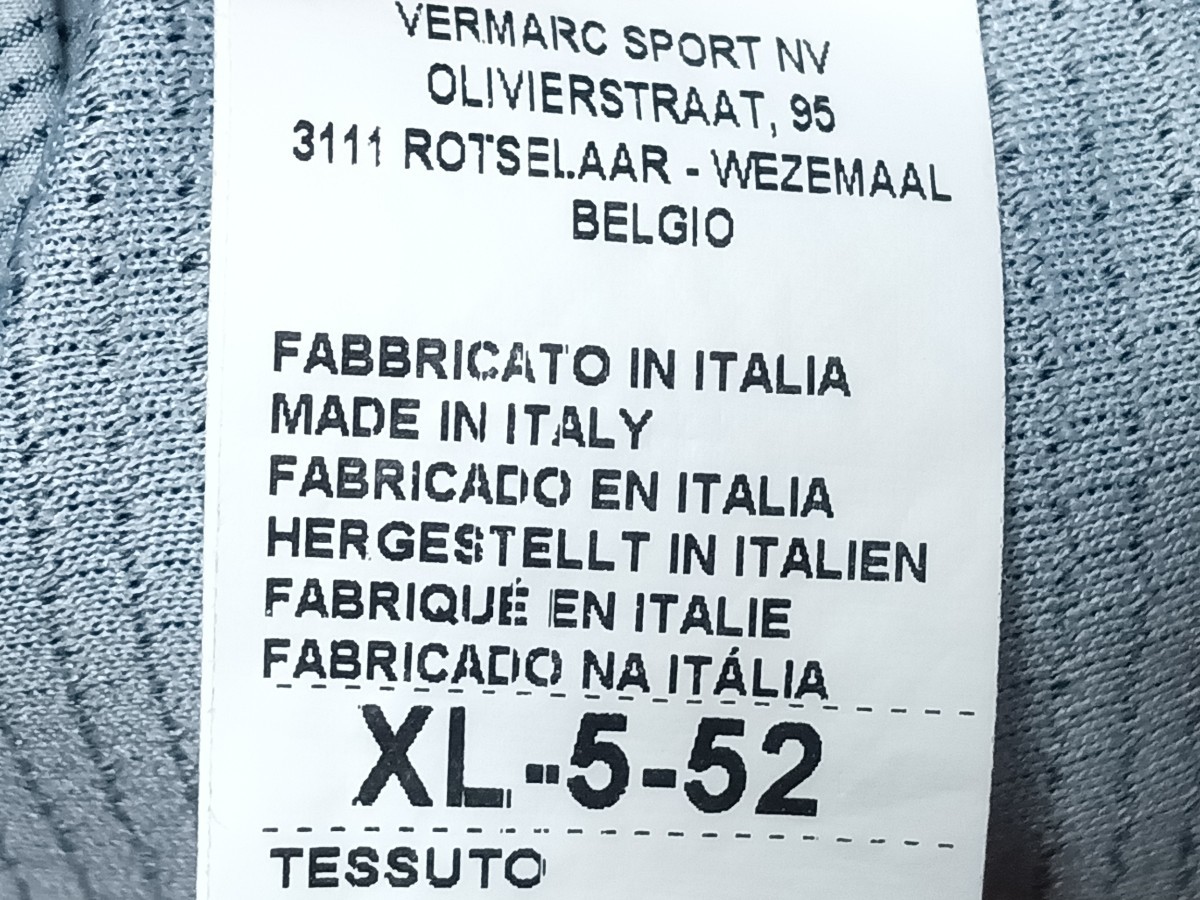 VERMARC SPORT NV
OLIVIERSTRAAT, 95
3111 ROTSELAAR - WEZEMAAL
BELGIO
FABBRICATO IN ITALIA
MADE IN ITALY
FABRICADO EN ITALIA
HERGESTELLT IN ITALIEN
FABRIQUÉ EN ITALIE
FABRICADO NA ITÁLIA
XL-5-52
TESSUTO